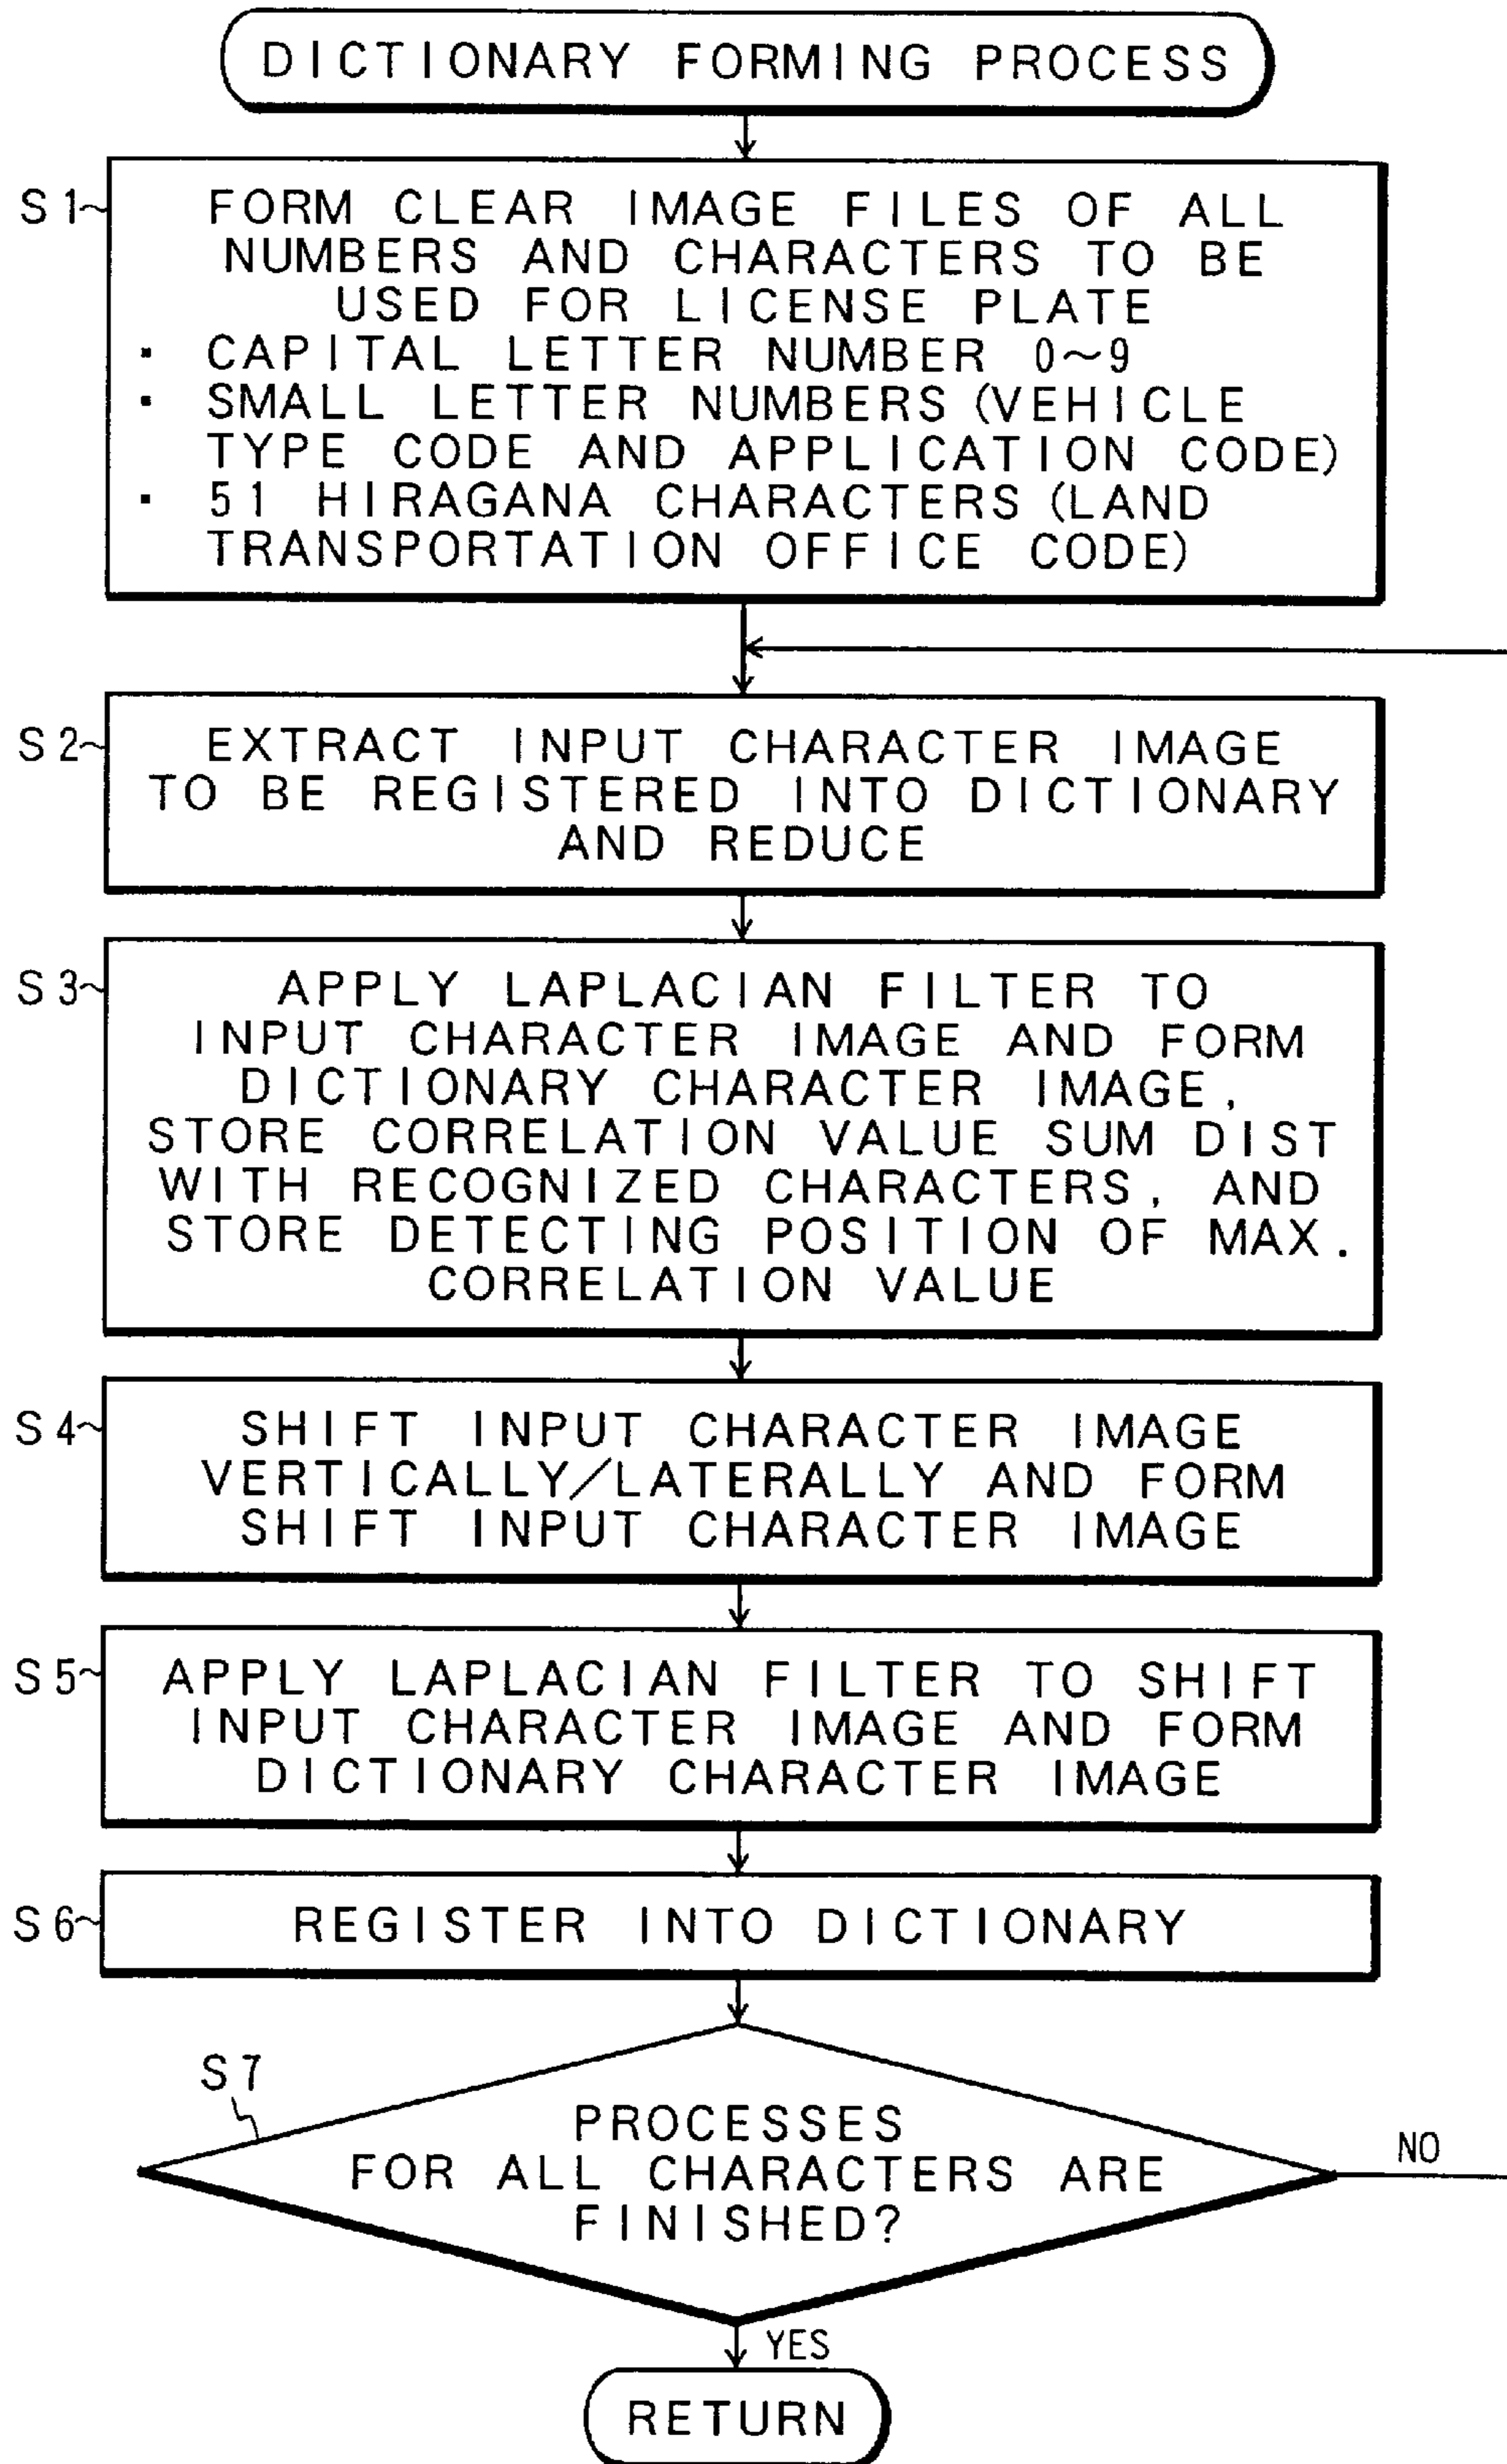 DICTIONARY FORMING PROCESS
S1
FORM CLEAR IMAGE FILES OF ALL
NUMBERS AND CHARACTERS TO BE
USED FOR LICENSE PLATE
· CAPITAL LETTER NUMBER 0~9
· SMALL LETTER NUMBERS (VEHICLE
TYPE CODE AND APPLICATION CODE)
· 51 HIRAGANA CHARACTERS (LAND
TRANSPORTATION OFFICE CODE)
S2
EXTRACT INPUT CHARACTER IMAGE
TO BE REGISTERED INTO DICTIONARY
AND REDUCE
S3
APPLY LAPLACIAN FILTER TO
INPUT CHARACTER IMAGE AND FORM
DICTIONARY CHARACTER IMAGE,
STORE CORRELATION VALUE SUM DIST
WITH RECOGNIZED CHARACTERS, AND
STORE DETECTING POSITION OF MAX.
CORRELATION VALUE
S4
SHIFT INPUT CHARACTER IMAGE
VERTICALLY/LATERALLY AND FORM
SHIFT INPUT CHARACTER IMAGE
S5
APPLY LAPLACIAN FILTER TO SHIFT
INPUT CHARACTER IMAGE AND FORM
DICTIONARY CHARACTER IMAGE
S6
REGISTER INTO DICTIONARY
S7
PROCESSES
FOR ALL CHARACTERS ARE
FINISHED?
NO
YES
RETURN